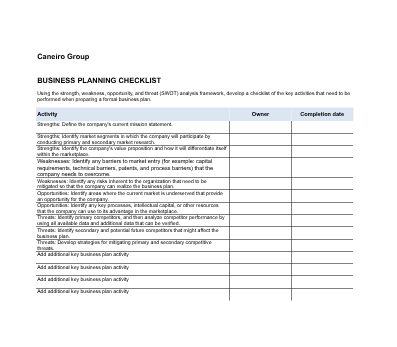 Caneiro Group
BUSINESS PLANNING CHECKLIST
Using the strength, weakness, opportunity, and threat (SWOT) analysis framework, develop a checklist of the key activities that need to be
performed when preparing a formal business plan.
Activity Owner Completion date
Strengths: Define the company's current mission statement.
Strengths: Identify market segments in which the company will participate by
conducting primary and secondary market research.
Strengths: Identify the company's value proposition and how it will differentiate itself
within the marketplace.
Weaknesses: Identify any barriers to market entry (for example: capital
requirements, technical barriers, patents, and process barriers) that the
company needs to overcome.
Weaknesses: Identify any risks inherent to the organization that need to be
mitigated so that the company can realize the business plan.
Opportunities: Identify areas where the current market is underserved that provide
an opportunity for the company.
Opportunities: Identify any key processes, intellectual capital, or other resources
that the company can use to its advantage in the marketplace.
Threats: Identify primary competitors, and then analyze competitor performance by
using all available data and additional data that can be verified.
Threats: Identify secondary and potential future competitors that might affect the
business plan.
Threats: Develop strategies for mitigating primary and secondary competitive
threats.
Add additional key business plan activity
Add additional key business plan activity
Add additional key business plan activity
Add additional key business plan activity